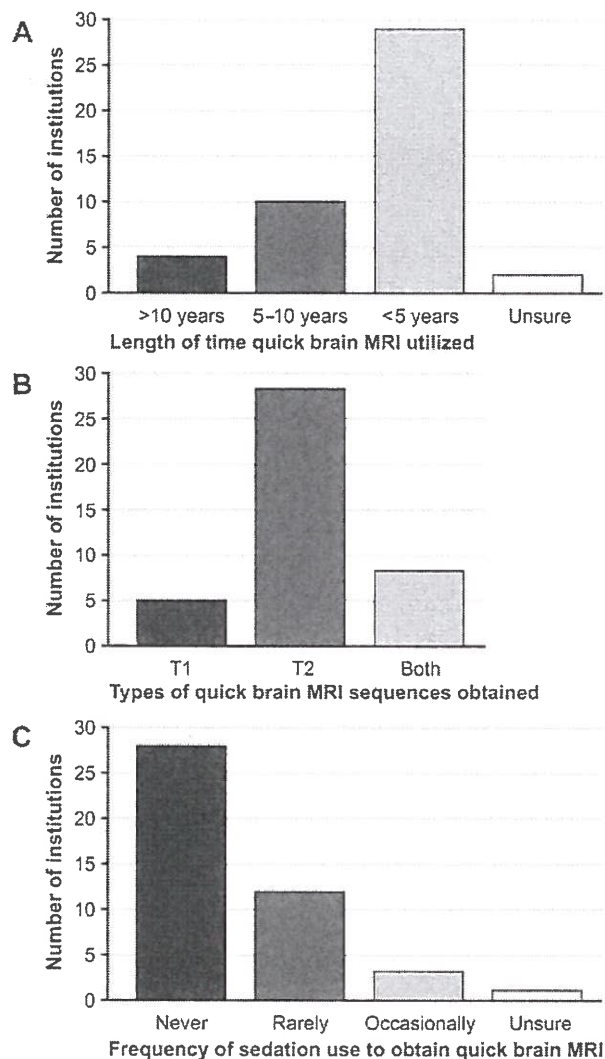 A
Number of institutions
30
25
20
15
10
5
0
>10 years 5–10 years <5 years Unsure
Length of time quick brain MRI utilized
B
Number of institutions
30
25
20
15
10
5
0
T1 T2 Both
Types of quick brain MRI sequences obtained
C
Number of institutions
30
25
20
15
10
5
0
Never Rarely Occasionally Unsure
Frequency of sedation use to obtain quick brain MRI